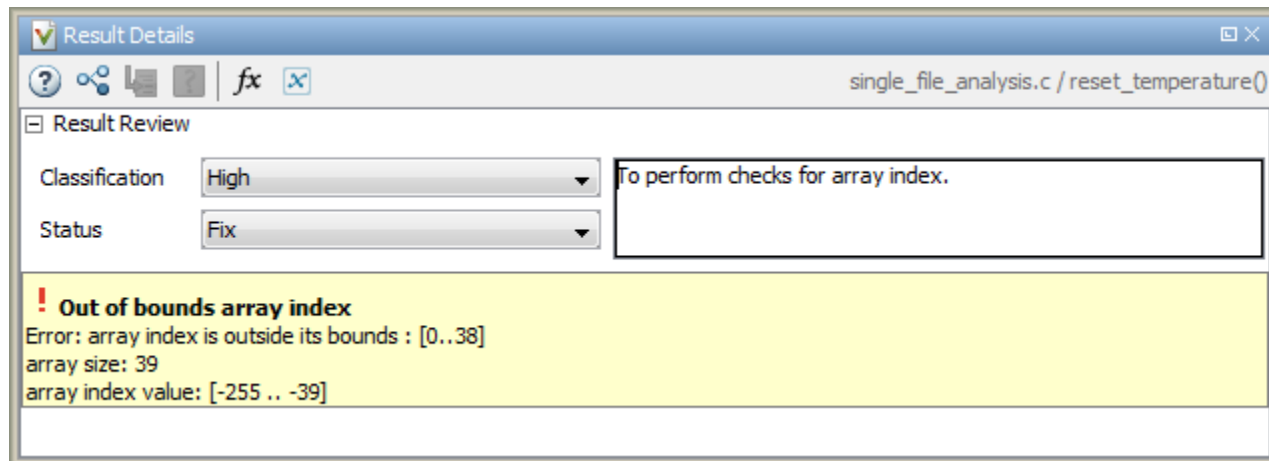 Result Details
fx x single_file_analysis.c / reset_temperature()
Result Review
Classification High To perform checks for array index.
Status Fix
! Out of bounds array index
Error: array index is outside its bounds : [0..38]
array size: 39
array index value: [-255 .. -39]